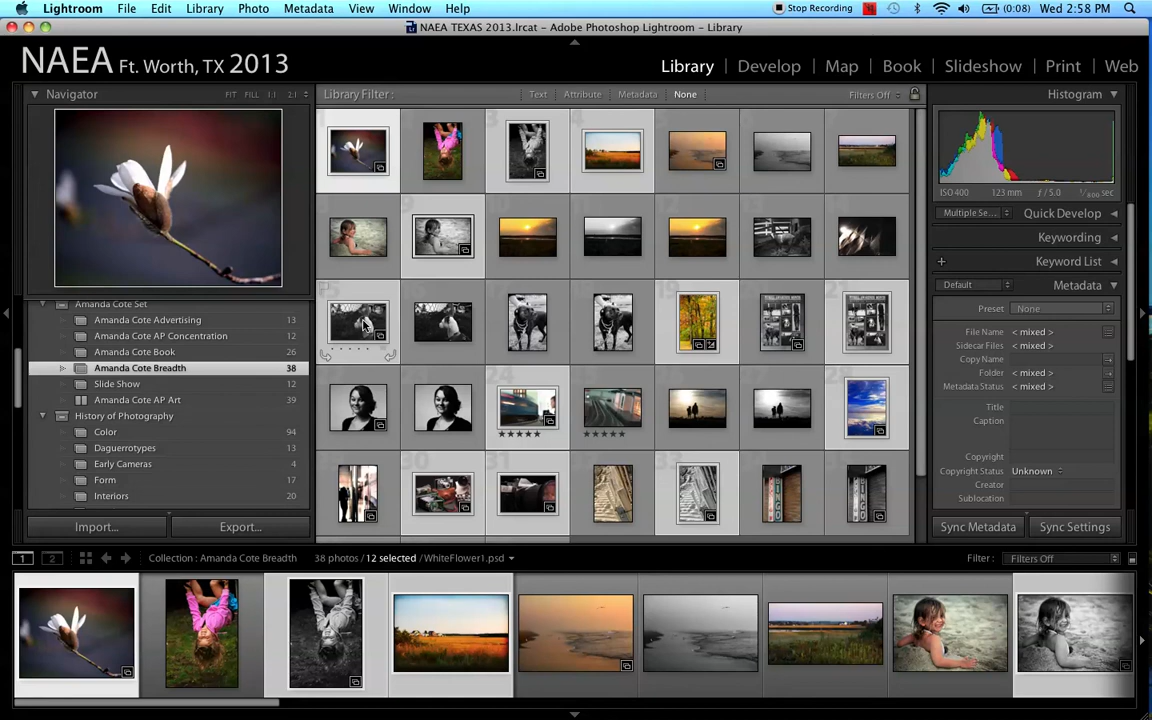 Lightroom File Edit Library Photo Metadata View Window Help Stop Recording (0:08) Wed 2:58 PM
NAEA TEXAS 2013.lrcat – Adobe Photoshop Lightroom - Library
NAEA Ft. Worth, TX 2013 Library Develop Map Book Slideshow Print Web
Navigator FIT FILL 1:1 2:1
Library Filter : Text Attribute Metadata None Filters Off
Histogram
ISO 400 123 mm ƒ / 5.0
Multiple Se... Quick Develop
Keywording
Keyword List
Default Metadata
Preset None
File Name < mixed >
Sidecar Files < mixed >
Copy Name
Folder < mixed >
Metadata Status < mixed >
Title
Caption
Copyright
Copyright Status Unknown
Creator
Sublocation
Sync Metadata Sync Settings
Amanda Cote Set
Amanda Cote Advertising 13
Amanda Cote AP Concentration 12
Amanda Cote Book 26
Amanda Cote Breadth 38
Slide Show 12
Amanda Cote AP Art 39
History of Photography
Color 94
Daguerrotypes 13
Early Cameras 4
Form 10
Interiors 20
Import... Export...
1 2 Collection : Amanda Cote Breadth 38 photos / 12 selected / WhiteFlower1.psd Filter : Filters Off